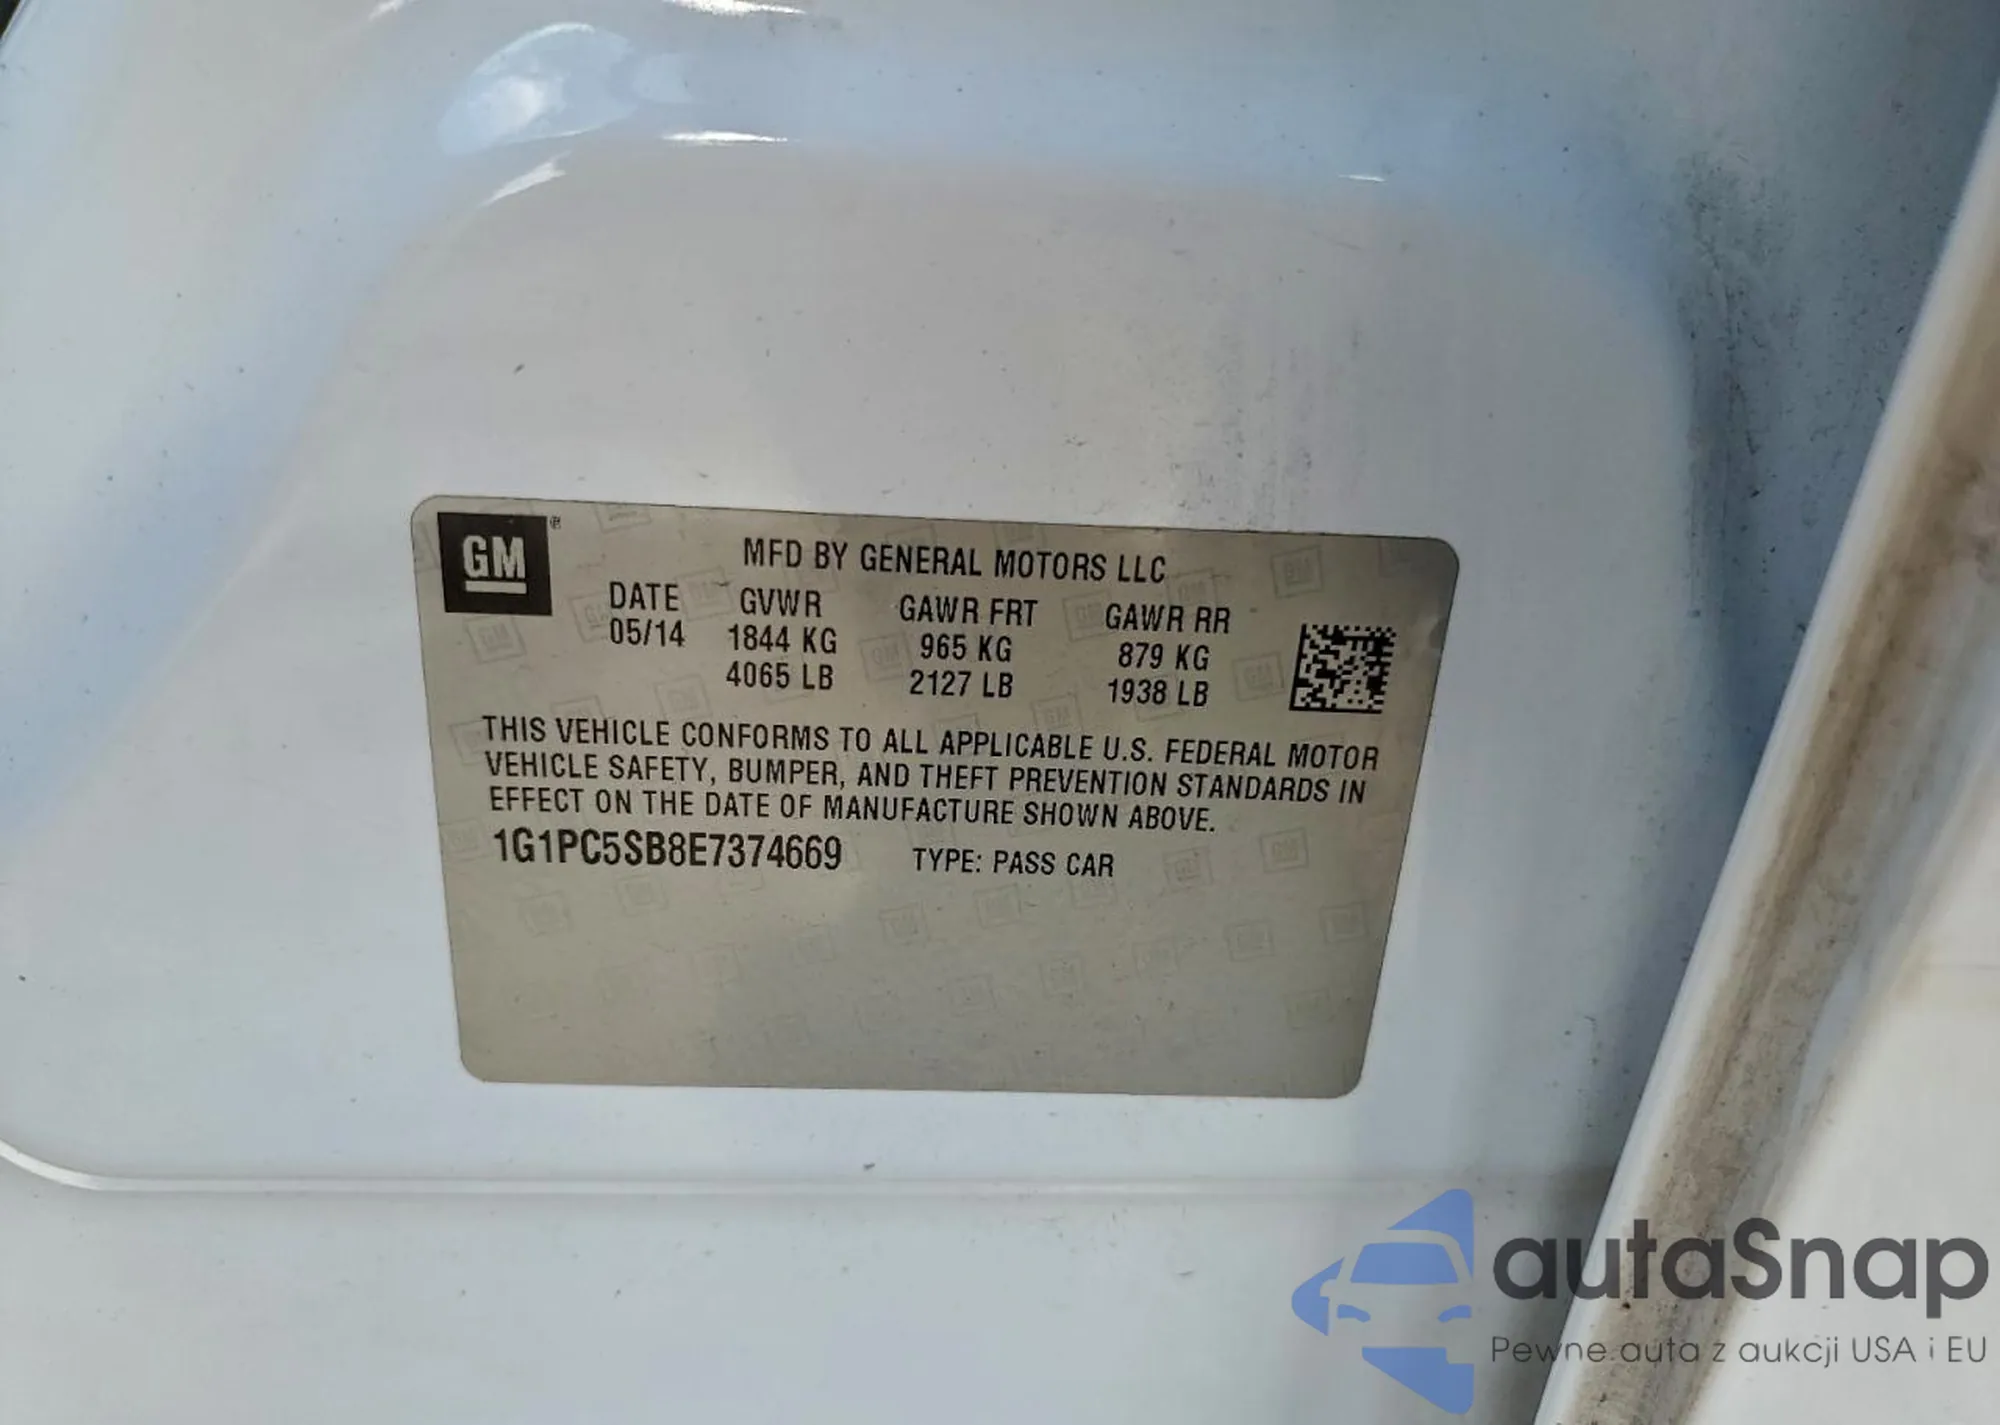 GM®
MFD BY GENERAL MOTORS LLC
DATE GVWR GAWR FRT GAWR RR
05/14 1844 KG 965 KG 879 KG
4065 LB 2127 LB 1938 LB
THIS VEHICLE CONFORMS TO ALL APPLICABLE U.S. FEDERAL MOTOR
VEHICLE SAFETY, BUMPER, AND THEFT PREVENTION STANDARDS IN
EFFECT ON THE DATE OF MANUFACTURE SHOWN ABOVE.
1G1PC5SB8E7374669 TYPE: PASS CAR
autaSnap
Pewne auta z aukcji USA i EU